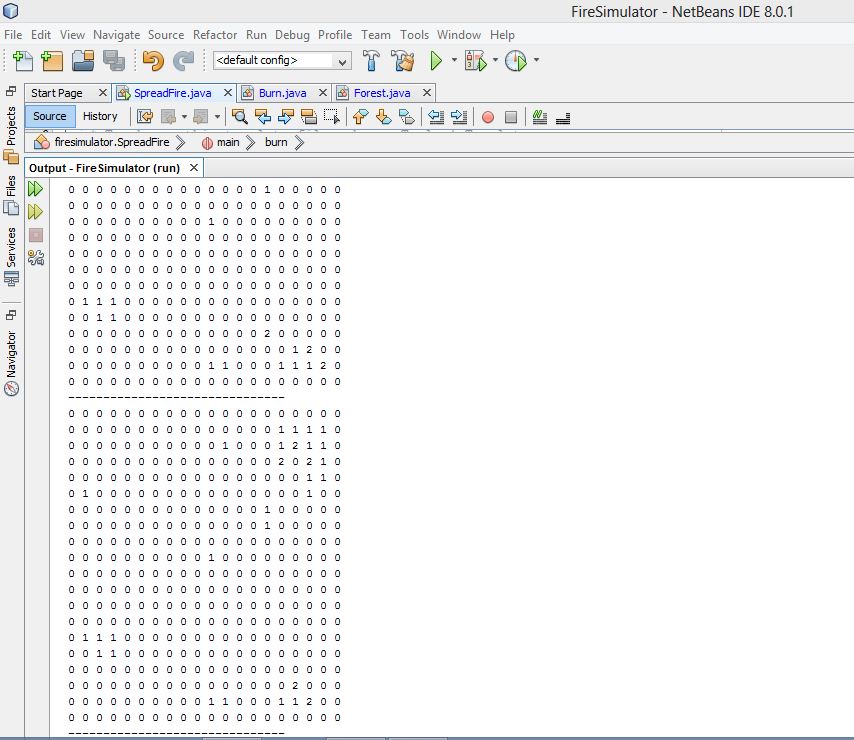 FireSimulator - NetBeans IDE 8.0.1
File Edit View Navigate Source Refactor Run Debug Profile Team Tools Window Help
<default config>
Start Page SpreadFire.java Burn.java Forest.java
Source History
firesimulator.SpreadFire main burn
Output - FireSimulator (run)
Projects
Files
Services
Navigator
0 0 0 0 0 0 0 0 0 0 0 0 0 0 1 0 0 0 0 0
0 0 0 0 0 0 0 0 0 0 0 0 0 0 0 0 0 0 0 0
0 0 0 0 0 0 0 0 0 0 1 0 0 0 0 0 0 0 0 0
0 0 0 0 0 0 0 0 0 0 0 0 0 0 0 0 0 0 0 0
0 0 0 0 0 0 0 0 0 0 0 0 0 0 0 0 0 0 0 0
0 0 0 0 0 0 0 0 0 0 0 0 0 0 0 0 0 0 0 0
0 0 0 0 0 0 0 0 0 0 0 0 0 0 0 0 0 0 0 0
0 1 1 1 0 0 0 0 0 0 0 0 0 0 0 0 0 0 0 0
0 0 1 1 0 0 0 0 0 0 0 0 0 0 0 0 0 0 0 0
0 0 0 0 0 0 0 0 0 0 0 0 0 0 2 0 0 0 0 0
0 0 0 0 0 0 0 0 0 0 0 0 0 0 0 0 1 2 0 0
0 0 0 0 0 0 0 0 0 0 1 1 0 0 0 1 1 1 2 0
0 0 0 0 0 0 0 0 0 0 0 0 0 0 0 0 0 0 0 0
-------------------------------
0 0 0 0 0 0 0 0 0 0 0 0 0 0 0 0 0 0 0 0
0 0 0 0 0 0 0 0 0 0 0 0 0 0 0 1 1 1 1 0
0 0 0 0 0 0 0 0 0 0 0 1 0 0 0 1 2 1 1 0
0 0 0 0 0 0 0 0 0 0 0 0 0 0 0 2 0 2 1 0
0 0 0 0 0 0 0 0 0 0 0 0 0 0 0 0 0 1 1 0
0 1 0 0 0 0 0 0 0 0 0 0 0 0 0 0 0 1 0 0
0 0 0 0 0 0 0 0 0 0 0 0 0 0 1 0 0 0 0 0
0 0 0 0 0 0 0 0 0 0 0 0 0 0 1 0 0 0 0 0
0 0 0 0 0 0 0 0 0 0 0 0 0 0 0 0 0 0 0 0
0 0 0 0 0 0 0 0 0 0 1 0 0 0 0 0 0 0 0 0
0 0 0 0 0 0 0 0 0 0 0 0 0 0 0 0 0 0 0 0
0 0 0 0 0 0 0 0 0 0 0 0 0 0 0 0 0 0 0 0
0 0 0 0 0 0 0 0 0 0 0 0 0 0 0 0 0 0 0 0
0 0 0 0 0 0 0 0 0 0 0 0 0 0 0 0 0 0 0 0
0 1 1 1 0 0 0 0 0 0 0 0 0 0 0 0 0 0 0 0
0 0 1 1 0 0 0 0 0 0 0 0 0 0 0 0 0 0 0 0
0 0 0 0 0 0 0 0 0 0 0 0 0 0 0 0 0 0 0 0
0 0 0 0 0 0 0 0 0 0 0 0 0 0 0 0 2 0 0 0
0 0 0 0 0 0 0 0 0 0 1 1 0 0 0 1 1 2 0 0
0 0 0 0 0 0 0 0 0 0 0 0 0 0 0 0 0 0 0 0
-------------------------------